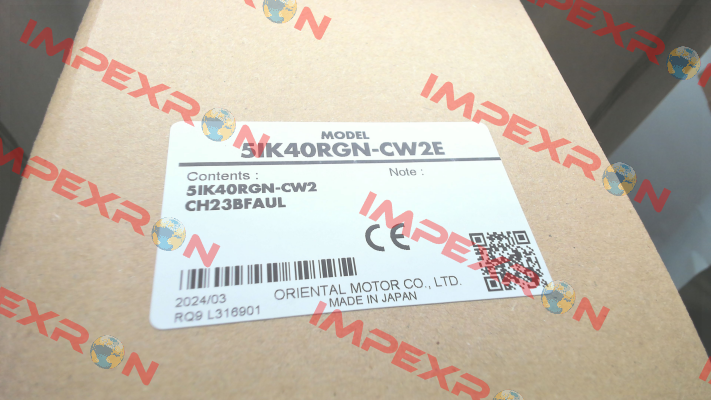 MODEL
5IK40RGN-CW2E
Contents :
Note :
5IK40RGN-CW2
CH23BFAUL
CE
2024/03
ORIENTAL MOTOR CO., LTD.
RQ9 L316901
MADE IN JAPAN
IMPEXRON
IMPEXRON
IMPEXRON
IMPEXRON
IMPEXRON
IMPEXRON
IMPEXRON